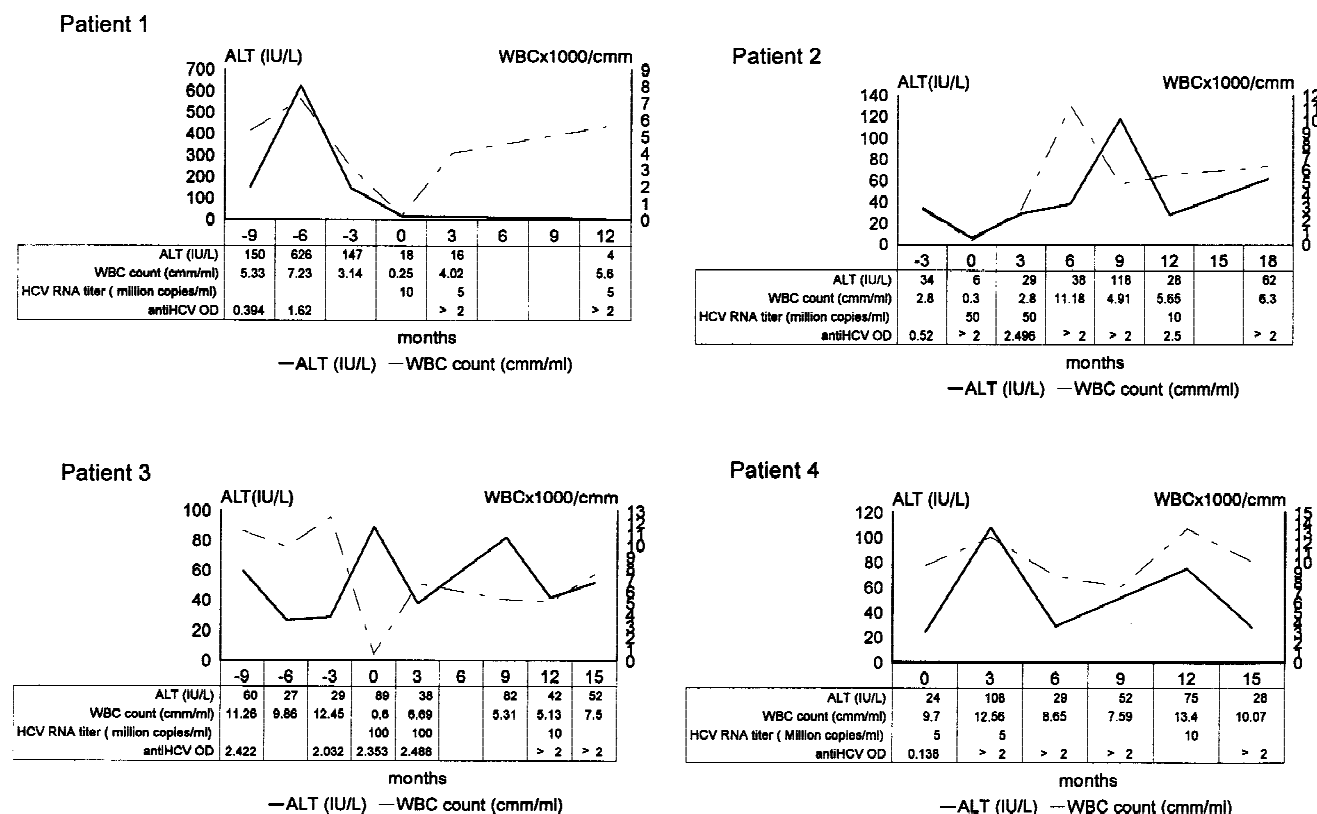 Patient 1
ALT (IU/L) WBCx1000/cmm
700 9
600 8
500 7
400 6
300 5
200 4
100 3
0 2
1
0
-9 -6 -3 0 3 6 9 12
ALT (IU/L) 150 626 147 18 16 4
WBC count (cmm/ml) 5.33 7.23 3.14 0.25 4.02 5.6
HCV RNA titer ( million copies/ml) 10 5 5
antiHCV OD 0.394 1.62 > 2 > 2
months
ALT (IU/L) WBC count (cmm/ml)
Patient 2
ALT(IU/L) WBCx1000/cmm
140
120
100
80
60
40
20
0
-3 0 3 6 9 12 15 18
ALT (IU/L) 34 6 29 38 118 28 62
WBC count (cmm/ml) 2.8 0.3 2.8 11.18 4.91 5.65 6.3
HCV RNA titer (million copies/ml) 50 50 10
antiHCV OD 0.52 > 2 2.496 > 2 > 2 2.5 > 2
months
ALT (IU/L) WBC count (cmm/ml)
Patient 3
ALT(IU/L) WBCx1000/cmm
100
80
60
40
20
0
-9 -6 -3 0 3 6 9 12 15
ALT (IU/L) 60 27 29 89 38 82 42 52
WBC count (cmm/ml) 11.26 9.86 12.45 0.6 6.69 5.31 5.13 7.5
HCV RNA titer ( million copies/ml) 100 100 10
antiHCV OD 2.422 2.032 2.353 2.488 > 2 > 2
months
ALT (IU/L) WBC count (cmm/ml)
Patient 4
ALT (IU/L) WBCx1000/cmm
120
100
80
60
40
20
0
0 3 6 9 12 15
ALT (IU/L) 24 108 29 52 75 28
WBC count (cmm/ml) 9.7 12.56 8.65 7.59 13.4 10.07
HCV RNA titer ( Million copies/ml) 5 5 10
antiHCV OD 0.138 > 2 > 2 > 2 > 2
months
ALT (IU/L) WBC count (cmm/ml)